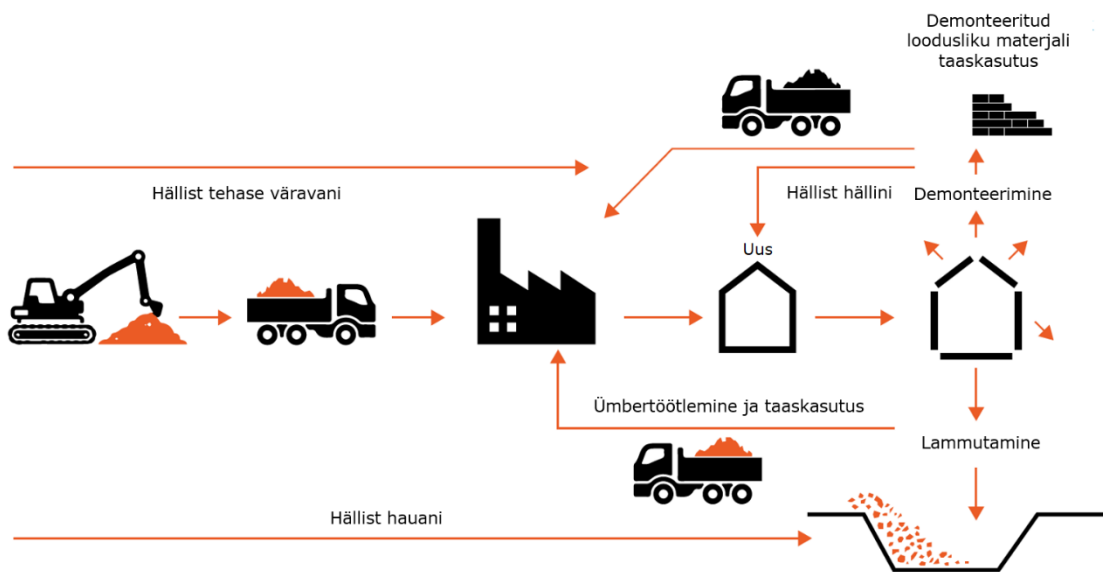 Demonteeritud
loodusliku materjali
taaskasutus
Hällist tehase väravani
Hällist hällini
Demonteerimine
Uus
Ümbertöötlemine ja taaskasutus
Lammutamine
Hällist hauani